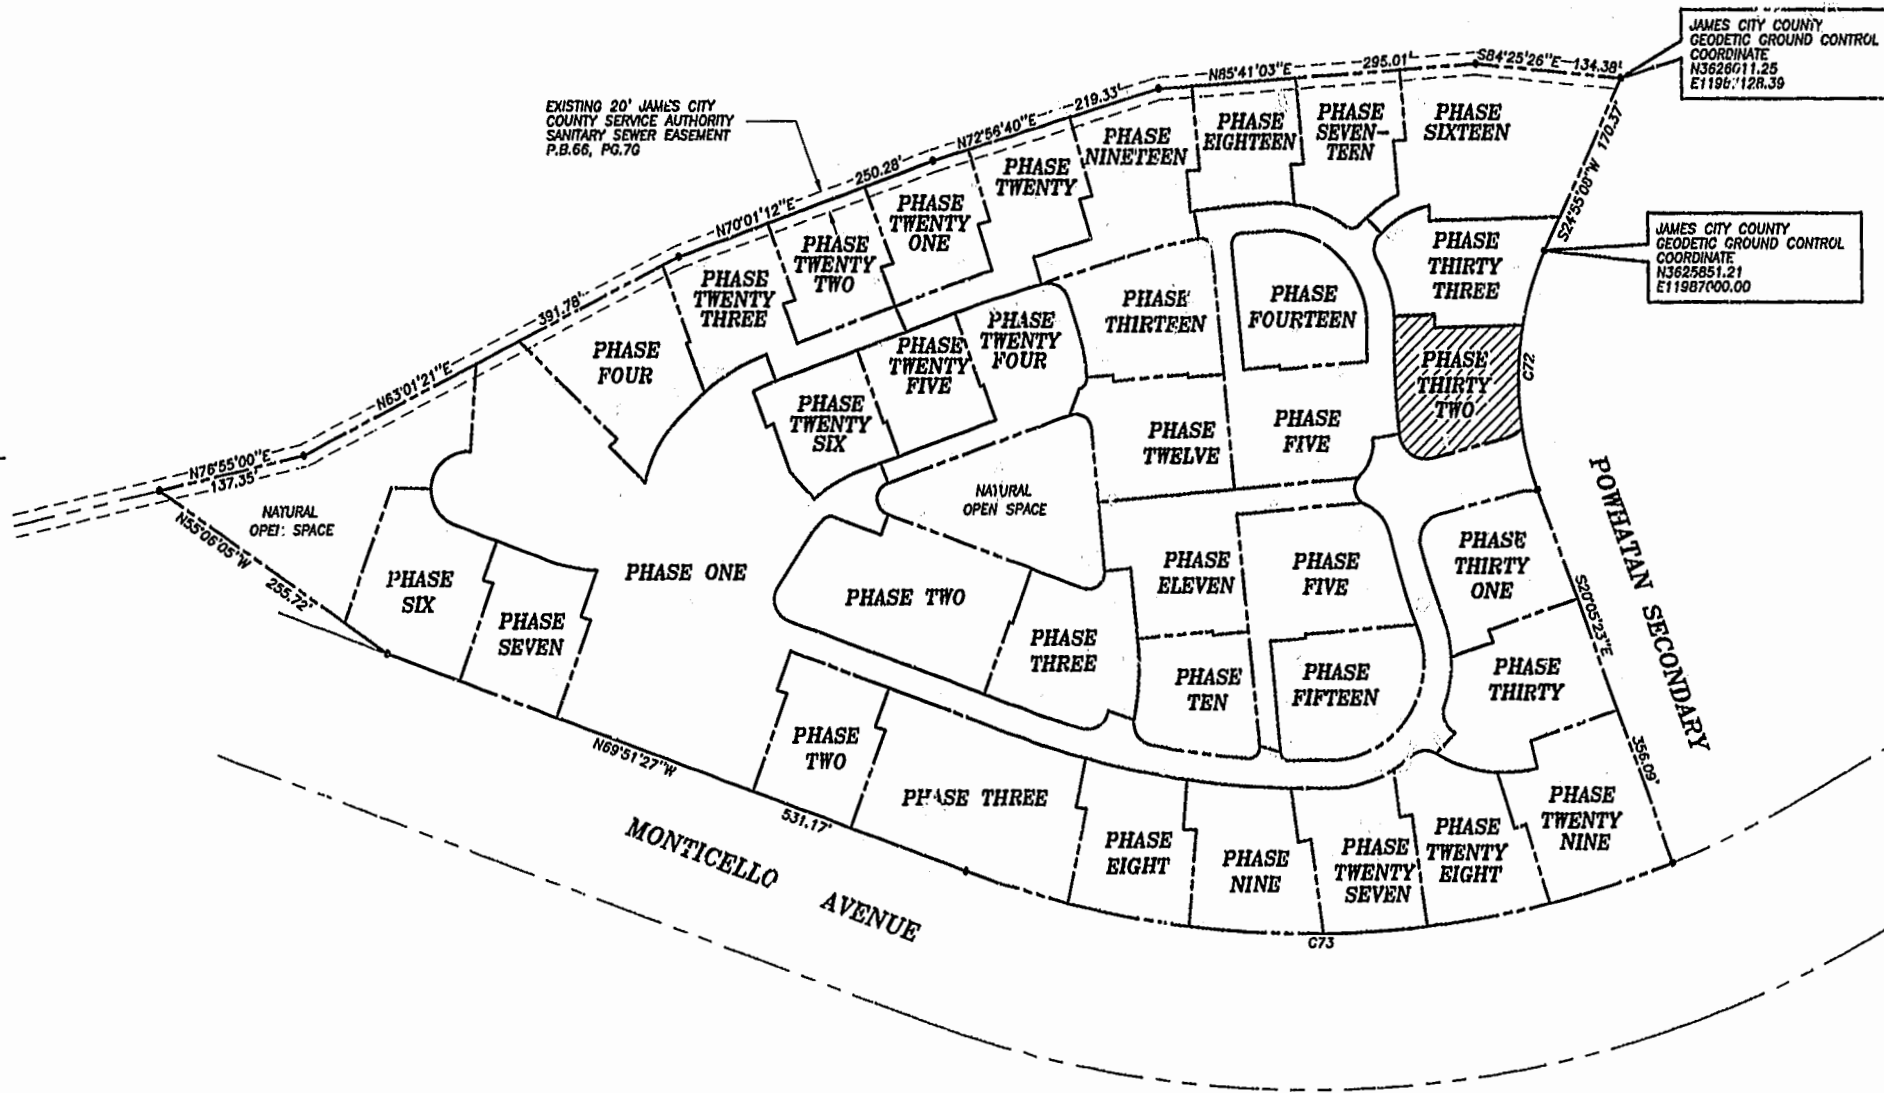 JAMES CITY COUNTY
GEODETIC GROUND CONTROL
COORDINATE
N3626011.25
S84°25'26"E 134.38'
N85°41'03"E
295.01'
EXISTING 20' JAMES CITY
COUNTY SERVICE AUTHORITY
SANITARY SEWER EASEMENT
P.B.66, PG.70
N72°56'40"E
219.33'
N70°01'12"E
250.28'
N63°01'21"E
391.78'
N76°55'00"E
137.35'
N55°06'05"W
255.72'
S24°55'08"W 170.37'
JAMES CITY COUNTY
GEODETIC GROUND CONTROL
COORDINATE
N3625851.21
E11987000.00
PHASE
SIXTEEN
PHASE
SEVEN-
TEEN
PHASE
EIGHTEEN
PHASE
NINETEEN
PHASE
TWENTY
PHASE
TWENTY
ONE
PHASE
TWENTY
TWO
PHASE
TWENTY
THREE
PHASE
FOUR
PHASE
THIRTY
THREE
PHASE
THIRTEEN
PHASE
FOURTEEN
PHASE
TWENTY
FOUR
PHASE
TWENTY
FIVE
PHASE
TWENTY
SIX
PHASE
THIRTY
TWO
C72
PHASE
TWELVE
PHASE
FIVE
NATURAL
OPEN SPACE
NATURAL
SPACE
PHASE
SIX
PHASE
SEVEN
PHASE ONE
PHASE TWO
PHASE
ELEVEN
PHASE
FIVE
PHASE
THIRTY
ONE
PHASE
THREE
PHASE
TEN
PHASE
FIFTEEN
PHASE
THIRTY
POWHATAN SECONDARY
S20°05'23"E
356.09'
PHASE
TWO
PHASE THREE
PHASE
EIGHT
PHASE
NINE
PHASE
TWENTY
SEVEN
PHASE
TWENTY
EIGHT
PHASE
TWENTY
NINE
N69°51'27"W
531.17'
C73
MONTICELLO AVENUE